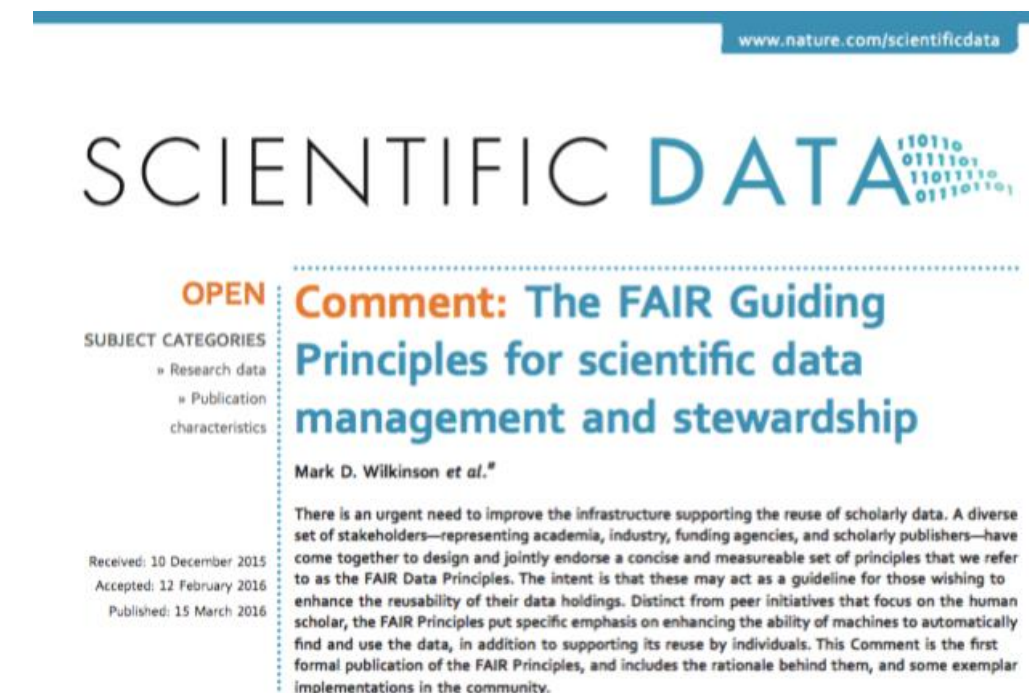 www.nature.com/scientificdata
SCIENTIFIC DATA
110110
0111101
11011110
011101101
OPEN
SUBJECT CATEGORIES
» Research data
» Publication
characteristics
Received: 10 December 2015
Accepted: 12 February 2016
Published: 15 March 2016
Comment: The FAIR Guiding
Principles for scientific data
management and stewardship
Mark D. Wilkinson et al.#
There is an urgent need to improve the infrastructure supporting the reuse of scholarly data. A diverse
set of stakeholders—representing academia, industry, funding agencies, and scholarly publishers—have
come together to design and jointly endorse a concise and measureable set of principles that we refer
to as the FAIR Data Principles. The intent is that these may act as a guideline for those wishing to
enhance the reusability of their data holdings. Distinct from peer initiatives that focus on the human
scholar, the FAIR Principles put specific emphasis on enhancing the ability of machines to automatically
find and use the data, in addition to supporting its reuse by individuals. This Comment is the first
formal publication of the FAIR Principles, and includes the rationale behind them, and some exemplar
implementations in the community.